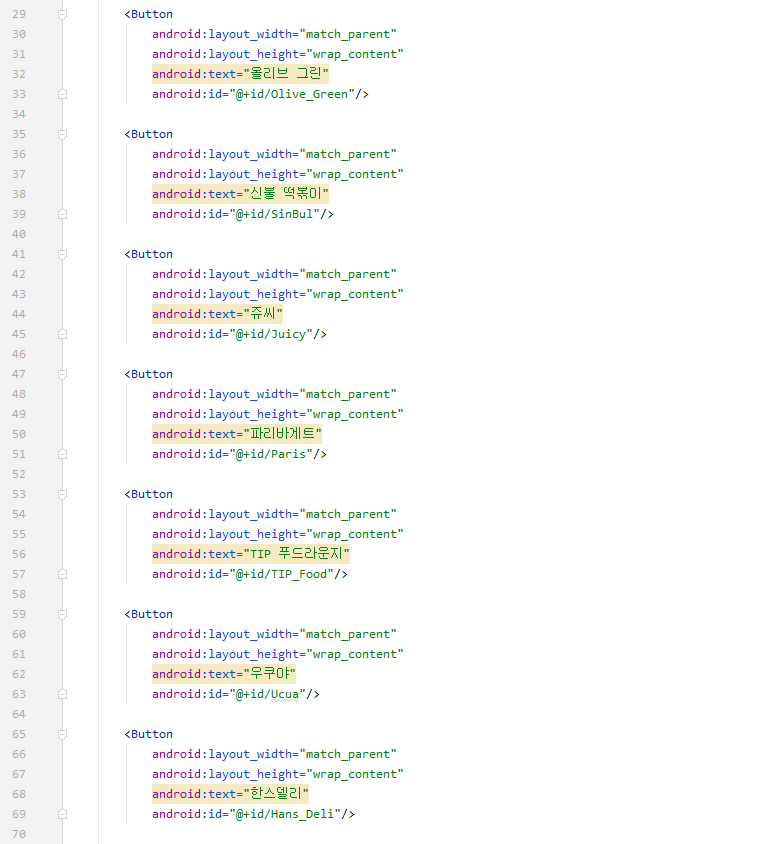 29 <Button
30 android:layout_width="match_parent"
31 android:layout_height="wrap_content"
32 android:text="올리브 그린"
33 android:id="@+id/Olive_Green"/>
34
35 <Button
36 android:layout_width="match_parent"
37 android:layout_height="wrap_content"
38 android:text="신불 떡볶이"
39 android:id="@+id/SinBul"/>
40
41 <Button
42 android:layout_width="match_parent"
43 android:layout_height="wrap_content"
44 android:text="쥬씨"
45 android:id="@+id/Juicy"/>
46
47 <Button
48 android:layout_width="match_parent"
49 android:layout_height="wrap_content"
50 android:text="파리바게트"
51 android:id="@+id/Paris"/>
52
53 <Button
54 android:layout_width="match_parent"
55 android:layout_height="wrap_content"
56 android:text="TIP 푸드라운지"
57 android:id="@+id/TIP_Food"/>
58
59 <Button
60 android:layout_width="match_parent"
61 android:layout_height="wrap_content"
62 android:text="우쿠야"
63 android:id="@+id/Ucua"/>
64
65 <Button
66 android:layout_width="match_parent"
67 android:layout_height="wrap_content"
68 android:text="한스델리"
69 android:id="@+id/Hans_Deli"/>
70